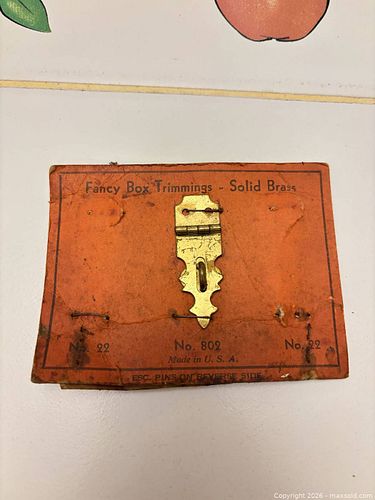 Fancy Box Trimmings - Solid Brass
No. 22
No. 802
No. 22
Made in U. S. A.
ESC. PINS ON REVERSE SIDE
Copyright 2026 - maxsold.com